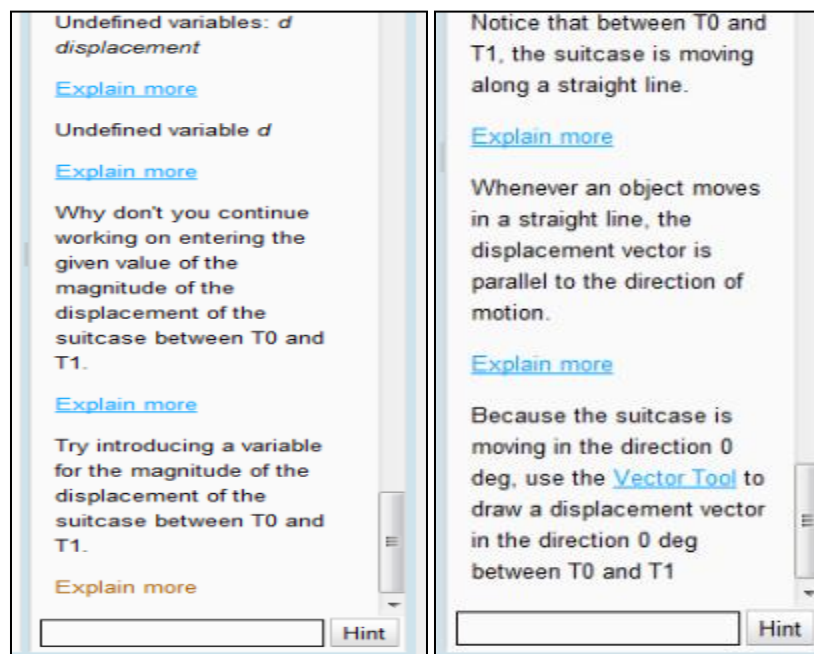 Undefined variables: d
displacement
Explain more
Undefined variable d
Explain more
Why don't you continue
working on entering the
given value of the
magnitude of the
displacement of the
suitcase between T0 and
T1.
Explain more
Try introducing a variable
for the magnitude of the
displacement of the
suitcase between T0 and
T1.
Explain more
Hint
Notice that between T0 and
T1, the suitcase is moving
along a straight line.
Explain more
Whenever an object moves
in a straight line, the
displacement vector is
parallel to the direction of
motion.
Explain more
Because the suitcase is
moving in the direction 0
deg, use the Vector Tool to
draw a displacement vector
in the direction 0 deg
between T0 and T1
Hint